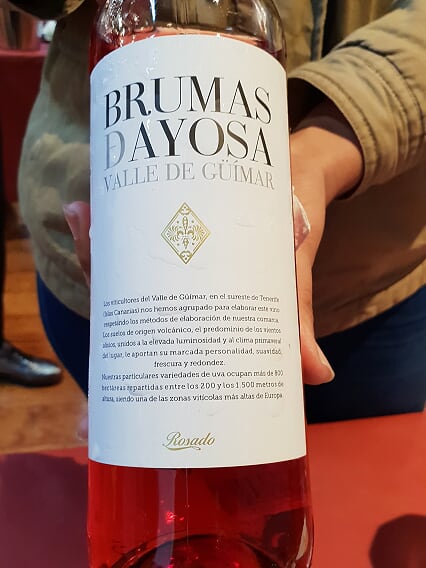 BRUMAS
DAYOSA
VALLE DE GÜÍMAR
Los viticultores del Valle de Güímar, en el sureste de Tenerife
(Islas Canarias) nos hemos agrupado para elaborar este vino
respetando los métodos de elaboración de nuestra comarca.
Los suelos de origen volcánico, el predominio de los vientos
alisios, unidos a la elevada luminosidad y al clima primaveral
del lugar, le aportan su marcada personalidad, suavidad,
frescura y redondez.
Nuestras particulares variedades de uva ocupan más de 800
hectáreas repartidas entre los 200 y los 1.500 metros de
altura, siendo una de las zonas vitícolas más altas de Europa.
Rosado